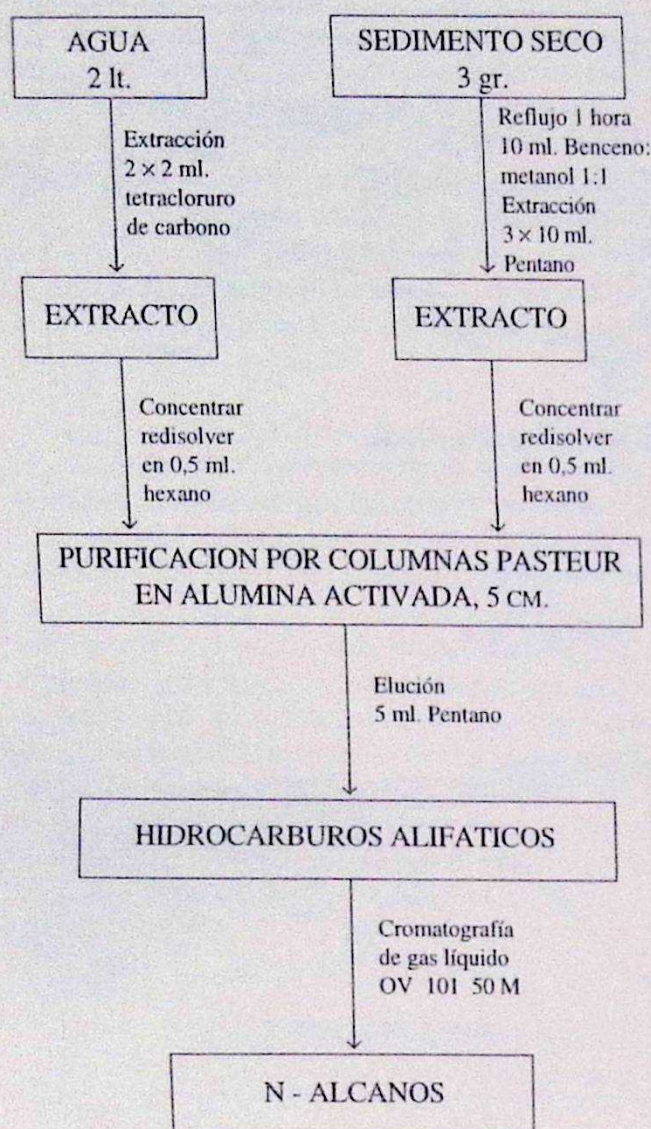 AGUA
2 lt.
SEDIMENTO SECO
3 gr.
Extracción
2 × 2 ml.
tetracloruro
de carbono
Reflujo 1 hora
10 ml. Benceno:
metanol 1:1
Extracción
3 × 10 ml.
Pentano
EXTRACTO
EXTRACTO
Concentrar
redisolver
en 0,5 ml.
hexano
Concentrar
redisolver
en 0,5 ml.
hexano
PURIFICACION POR COLUMNAS PASTEUR
EN ALUMINA ACTIVADA, 5 CM.
Elución
5 ml. Pentano
HIDROCARBUROS ALIFATICOS
Cromatografía
de gas líquido
OV 101 50 M
N - ALCANOS